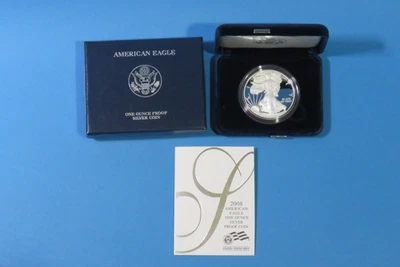 AMERICAN EAGLE
ONE OUNCE PROOF
SILVER COIN
2008
AMERICAN
EAGLE
ONE OUNCE
SILVER
PROOF COIN